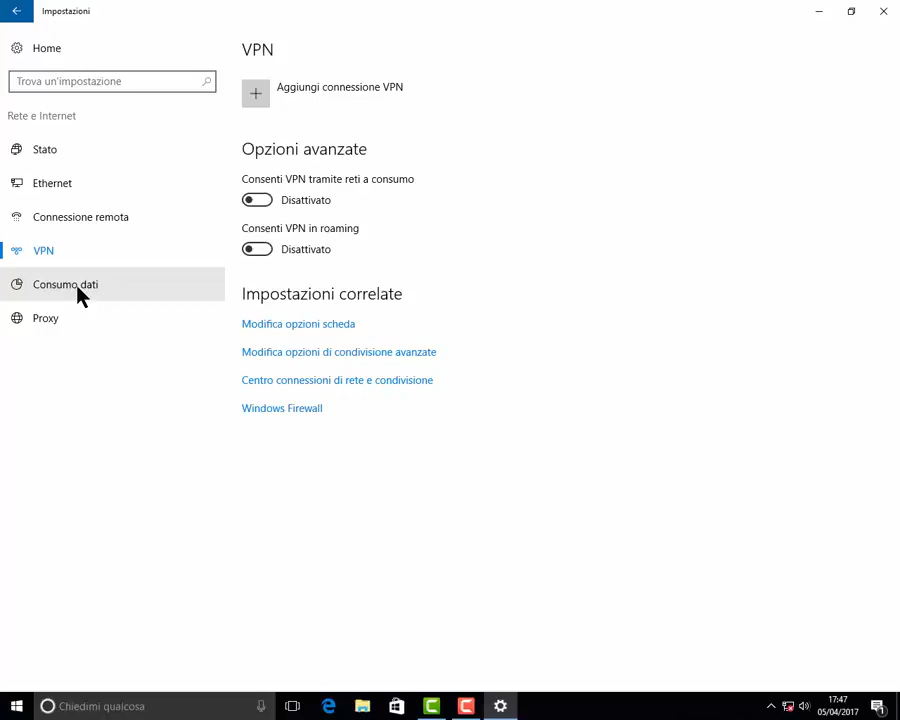 Impostazioni
Home
Trova un'impostazione
Rete e Internet
Stato
Ethernet
Connessione remota
VPN
Consumo dati
Proxy
VPN
Aggiungi connessione VPN
Opzioni avanzate
Consenti VPN tramite reti a consumo
Disattivato
Consenti VPN in roaming
Disattivato
Impostazioni correlate
Modifica opzioni scheda
Modifica opzioni di condivisione avanzate
Centro connessioni di rete e condivisione
Windows Firewall
Chiedimi qualcosa
17:47
05/04/2017
1